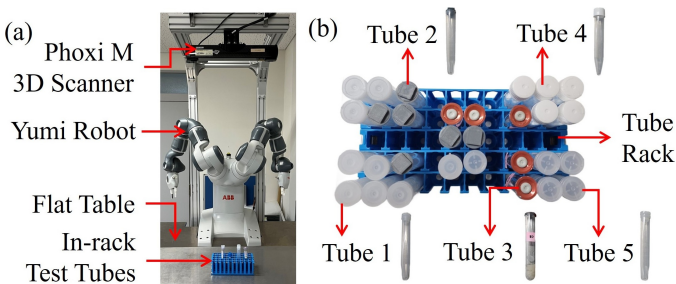 (a)
Phoxi M
3D Scanner
Yumi Robot
ABB
Flat Table
In-rack
Test Tubes
(b)
Tube 2
Tube 4
Tube
Rack
Tube 1
Tube 3
Tube 5